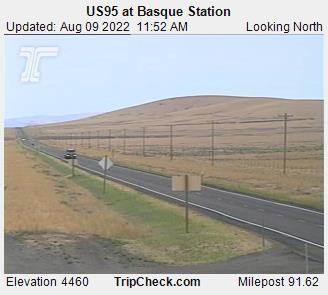 US95 at Basque Station
Updated: Aug 09 2022 11:52 AM Looking North
Elevation 4460 TripCheck.com Milepost 91.62